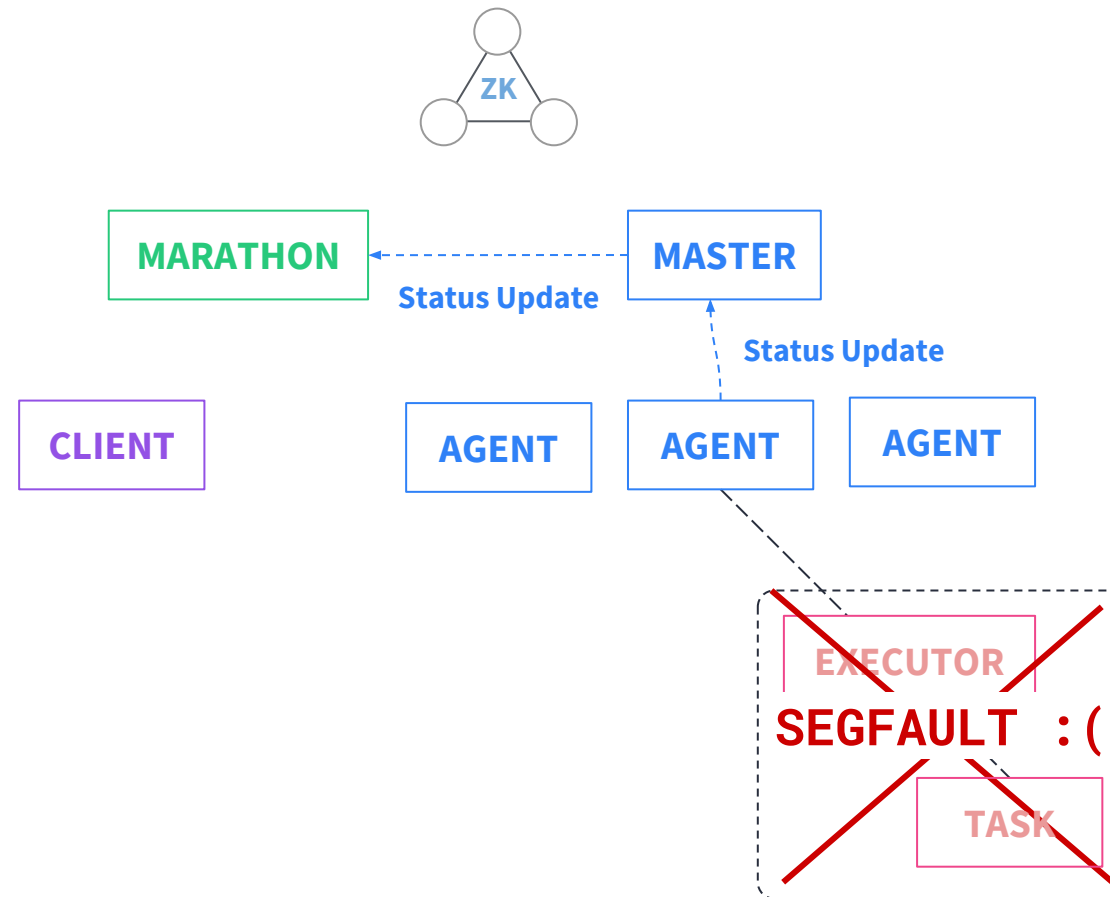 ZK
MARATHON
MASTER
Status Update
Status Update
CLIENT
AGENT
AGENT
AGENT
EXECUTOR
SEGFAULT :(
TASK